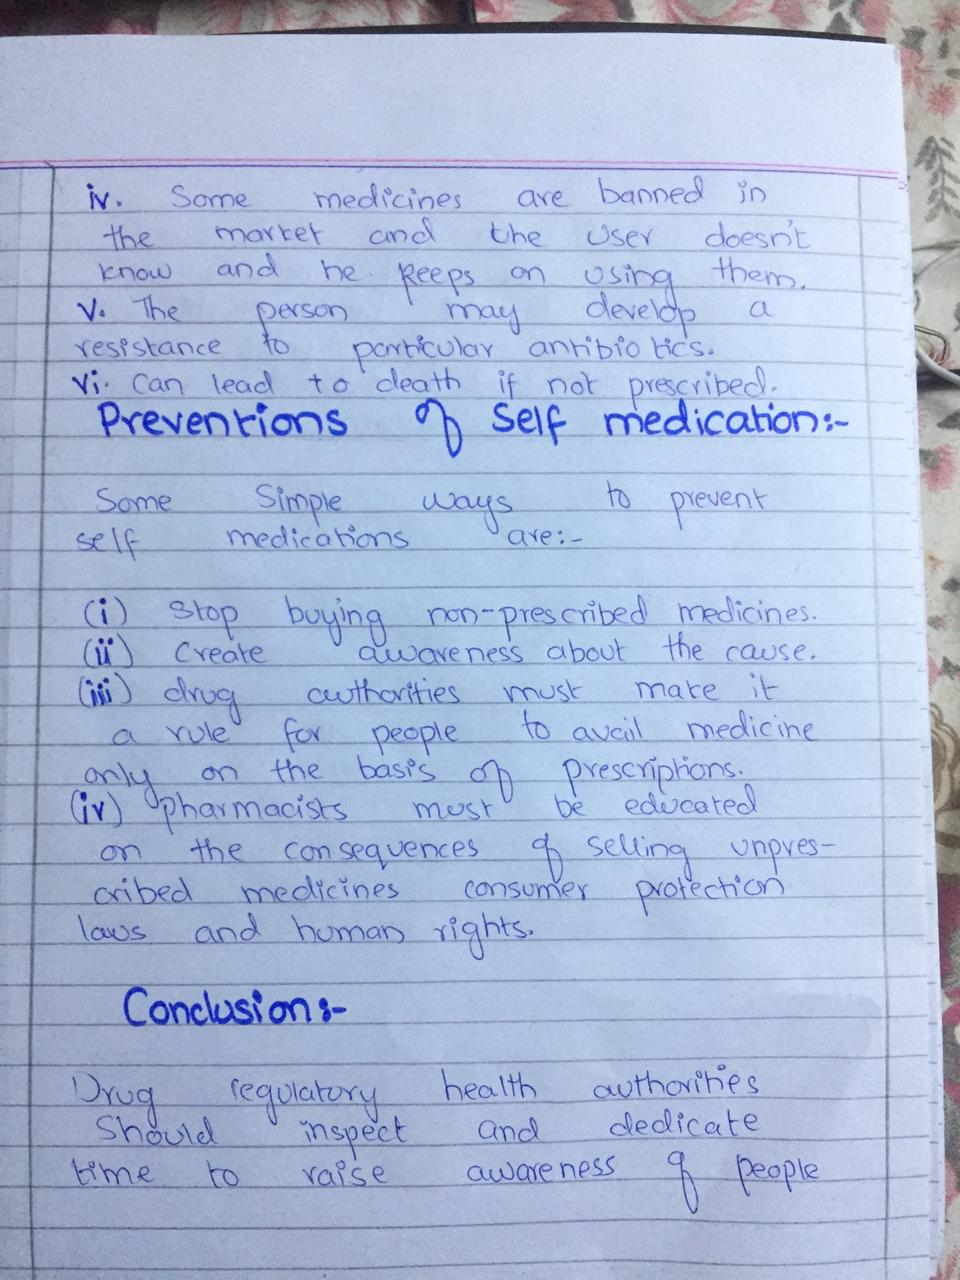 iv. Some medicines are banned in
the market and the user doesn't
know and he keeps on using them.
v. The person may develop a
resistance to particular antibiotics.
vi. Can lead to death if not prescribed.
Preventions of Self medication:-
Some Simple ways to prevent
self medications are:-
(i) Stop buying non-prescribed medicines.
(ii) Create awareness about the cause.
(iii) drug authorities must make it
a rule for people to avail medicine
only on the basis of prescriptions.
(iv) pharmacists must be educated
on the consequences of selling unpres-
cribed medicines consumer protection
laws and human rights.
Conclusion:-
Drug regulatory health authorities
Should inspect and dedicate
time to raise awareness of people